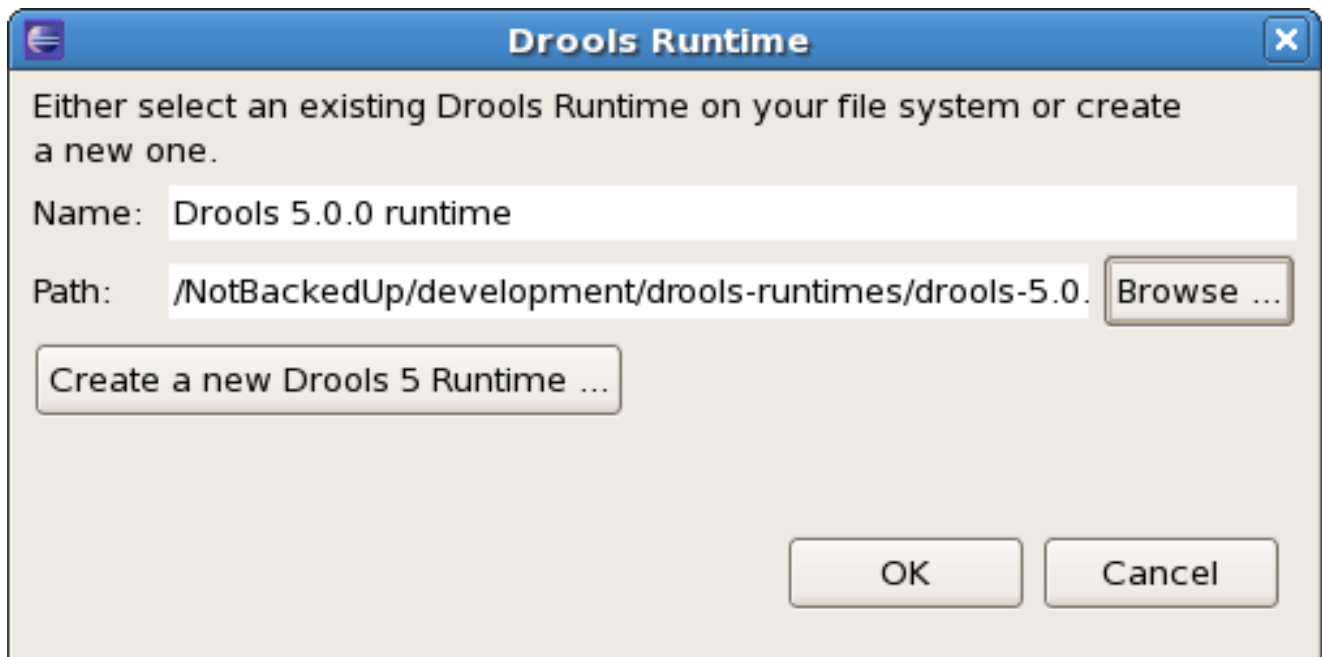 Drools Runtime
Either select an existing Drools Runtime on your file system or create
a new one.
Name: Drools 5.0.0 runtime
Path: /NotBackedUp/development/drools-runtimes/drools-5.0. Browse ...
Create a new Drools 5 Runtime ...
OK Cancel